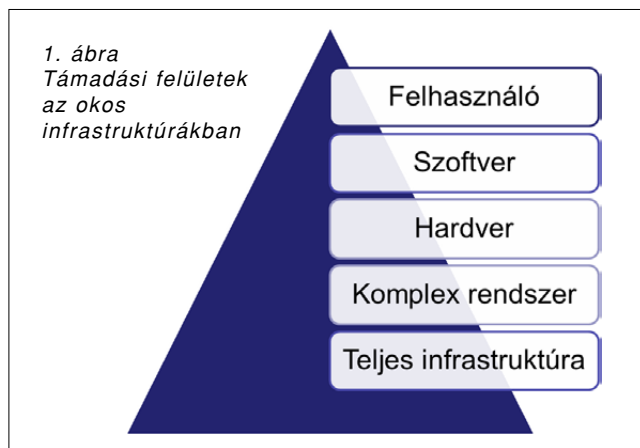 1. ábra
Támadási felületek
az okos
infrastruktúrákban
Felhasználó
Szoftver
Hardver
Komplex rendszer
Teljes infrastruktúra